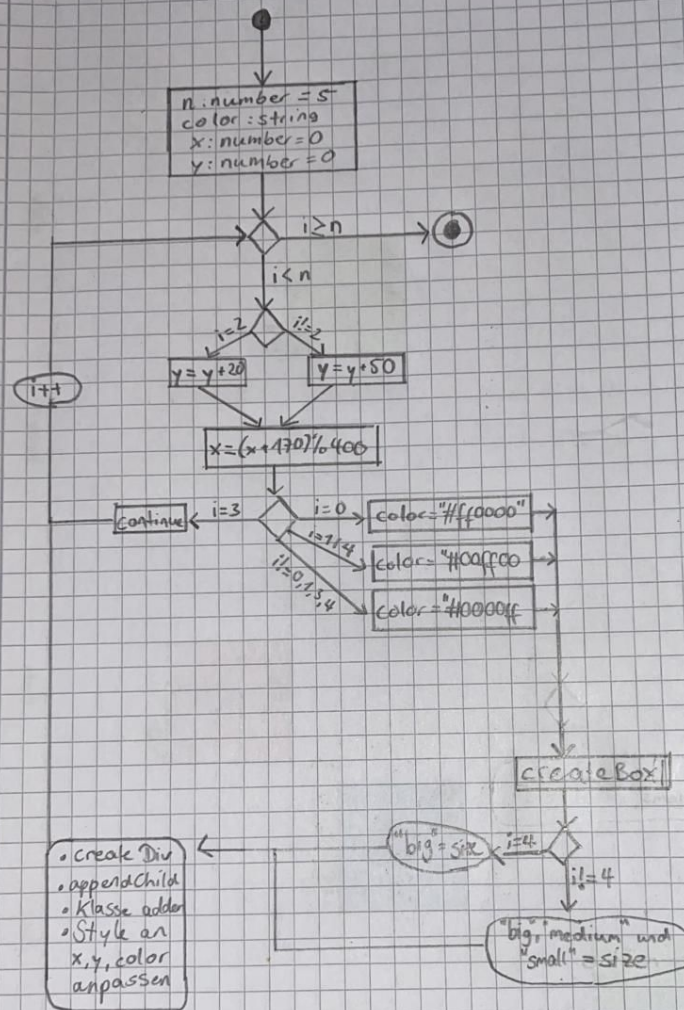 n:number = 5
color : string
x: number=0
y: number =0
i≥n
i<n
i=2
i!=2
y=y+20
y=y+50
i++
x=(x+170)%400
continue
i=3
i=0
color="#ff0000"
i=1,4
color="#00ff00
i!=0,1,3,4
color="#0000ff
createBox
"big"=size
i=4
i!=4
"big", "medium" und
"small"=size
• create Div
• appendChild
• Klasse adden
• Style an
x,y, color
anpassen